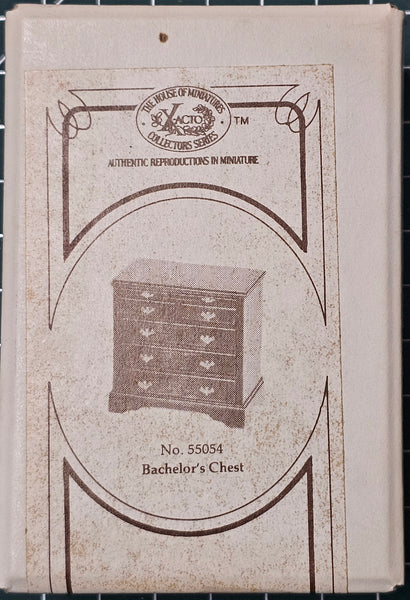 THE HOUSE OF MINIATURES
X-ACTO
COLLECTORS SERIES
TM
AUTHENTIC REPRODUCTIONS IN MINIATURE
No. 55054
Bachelor's Chest